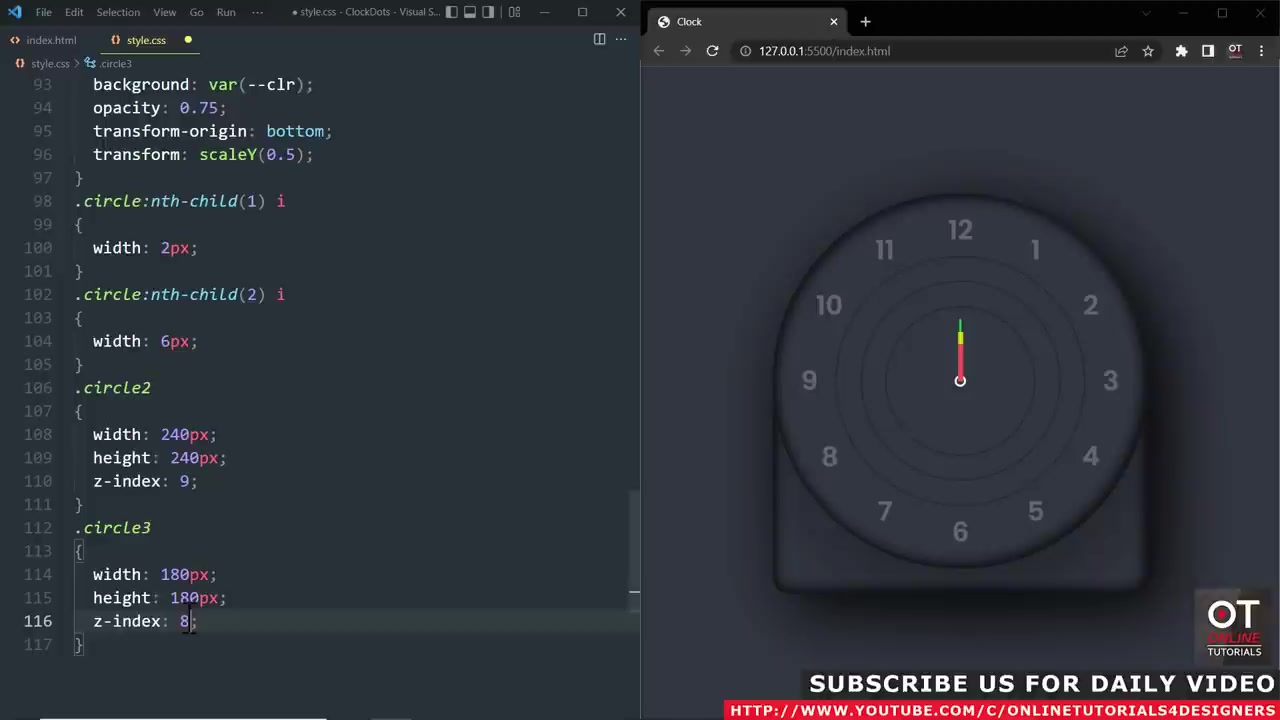 File Edit Selection View Go Run ··· ● style.css - ClockDots - Visual S...
index.html style.css ●
style.css > .circle3
93 background: var(--clr);
94 opacity: 0.75;
95 transform-origin: bottom;
96 transform: scaleY(0.5);
97 }
98 .circle:nth-child(1) i
99 {
100 width: 2px;
101 }
102 .circle:nth-child(2) i
103 {
104 width: 6px;
105 }
106 .circle2
107 {
108 width: 240px;
109 height: 240px;
110 z-index: 9;
111 }
112 .circle3
113 {
114 width: 180px;
115 height: 180px;
116 z-index: 8;
117 }
Clock
127.0.0.1:5500/index.html
OT
12
11 1
10 2
9 3
8 4
7 5
6
OT
ONLINE
TUTORIALS
SUBSCRIBE US FOR DAILY VIDEO
HTTP://WWW.YOUTUBE.COM/C/ONLINETUTORIALS4DESIGNERS